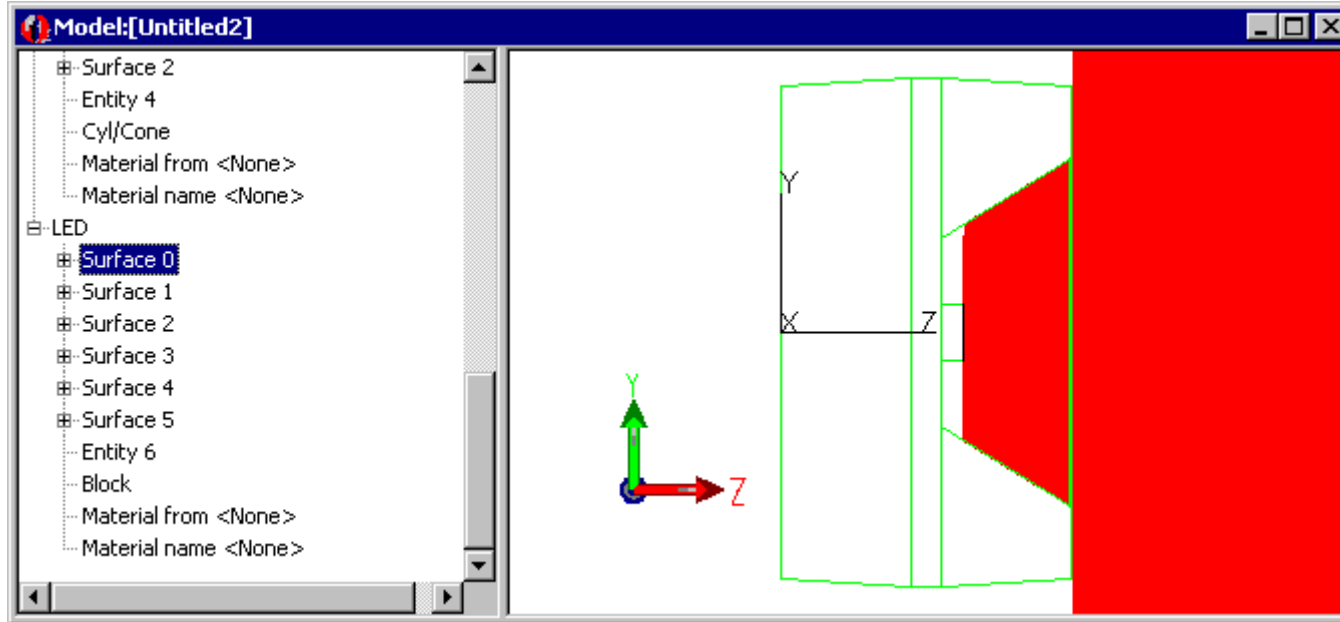 Model:[Untitled2]
Surface 2
Entity 4
Cyl/Cone
Material from <None>
Material name <None>
LED
Surface 0
Surface 1
Surface 2
Surface 3
Surface 4
Surface 5
Entity 6
Block
Material from <None>
Material name <None>
Y
X
Z
Y
Z